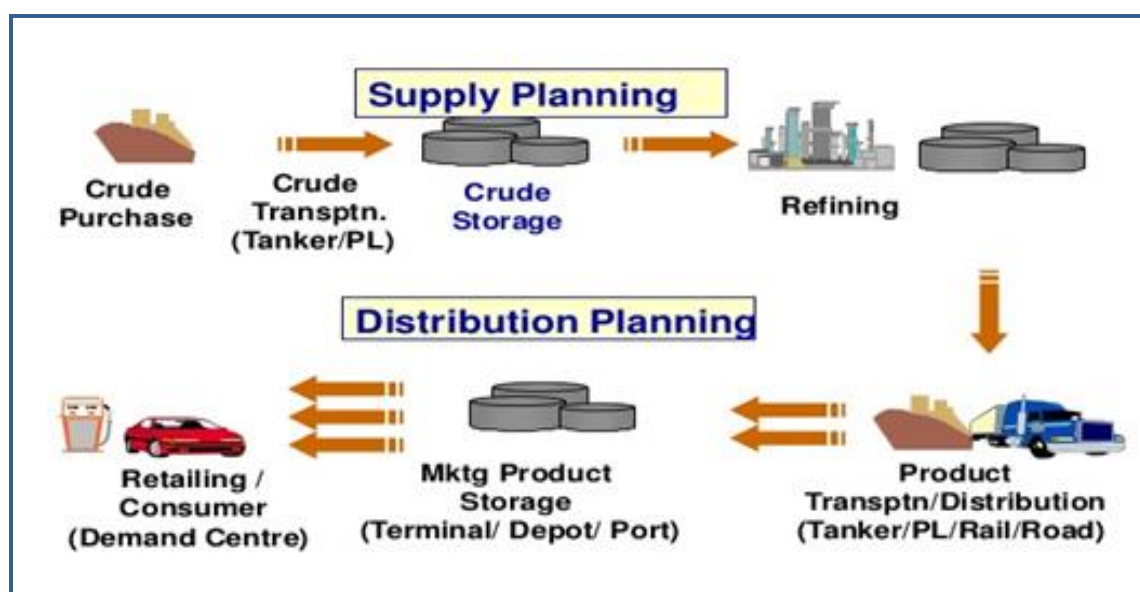 Supply Planning
Crude
Purchase
Crude
Transptn.
(Tanker/PL)
Crude
Storage
Refining
Distribution Planning
Retailing /
Consumer
(Demand Centre)
Mktg Product
Storage
(Terminal/ Depot/ Port)
Product
Transptn/Distribution
(Tanker/PL/Rail/Road)